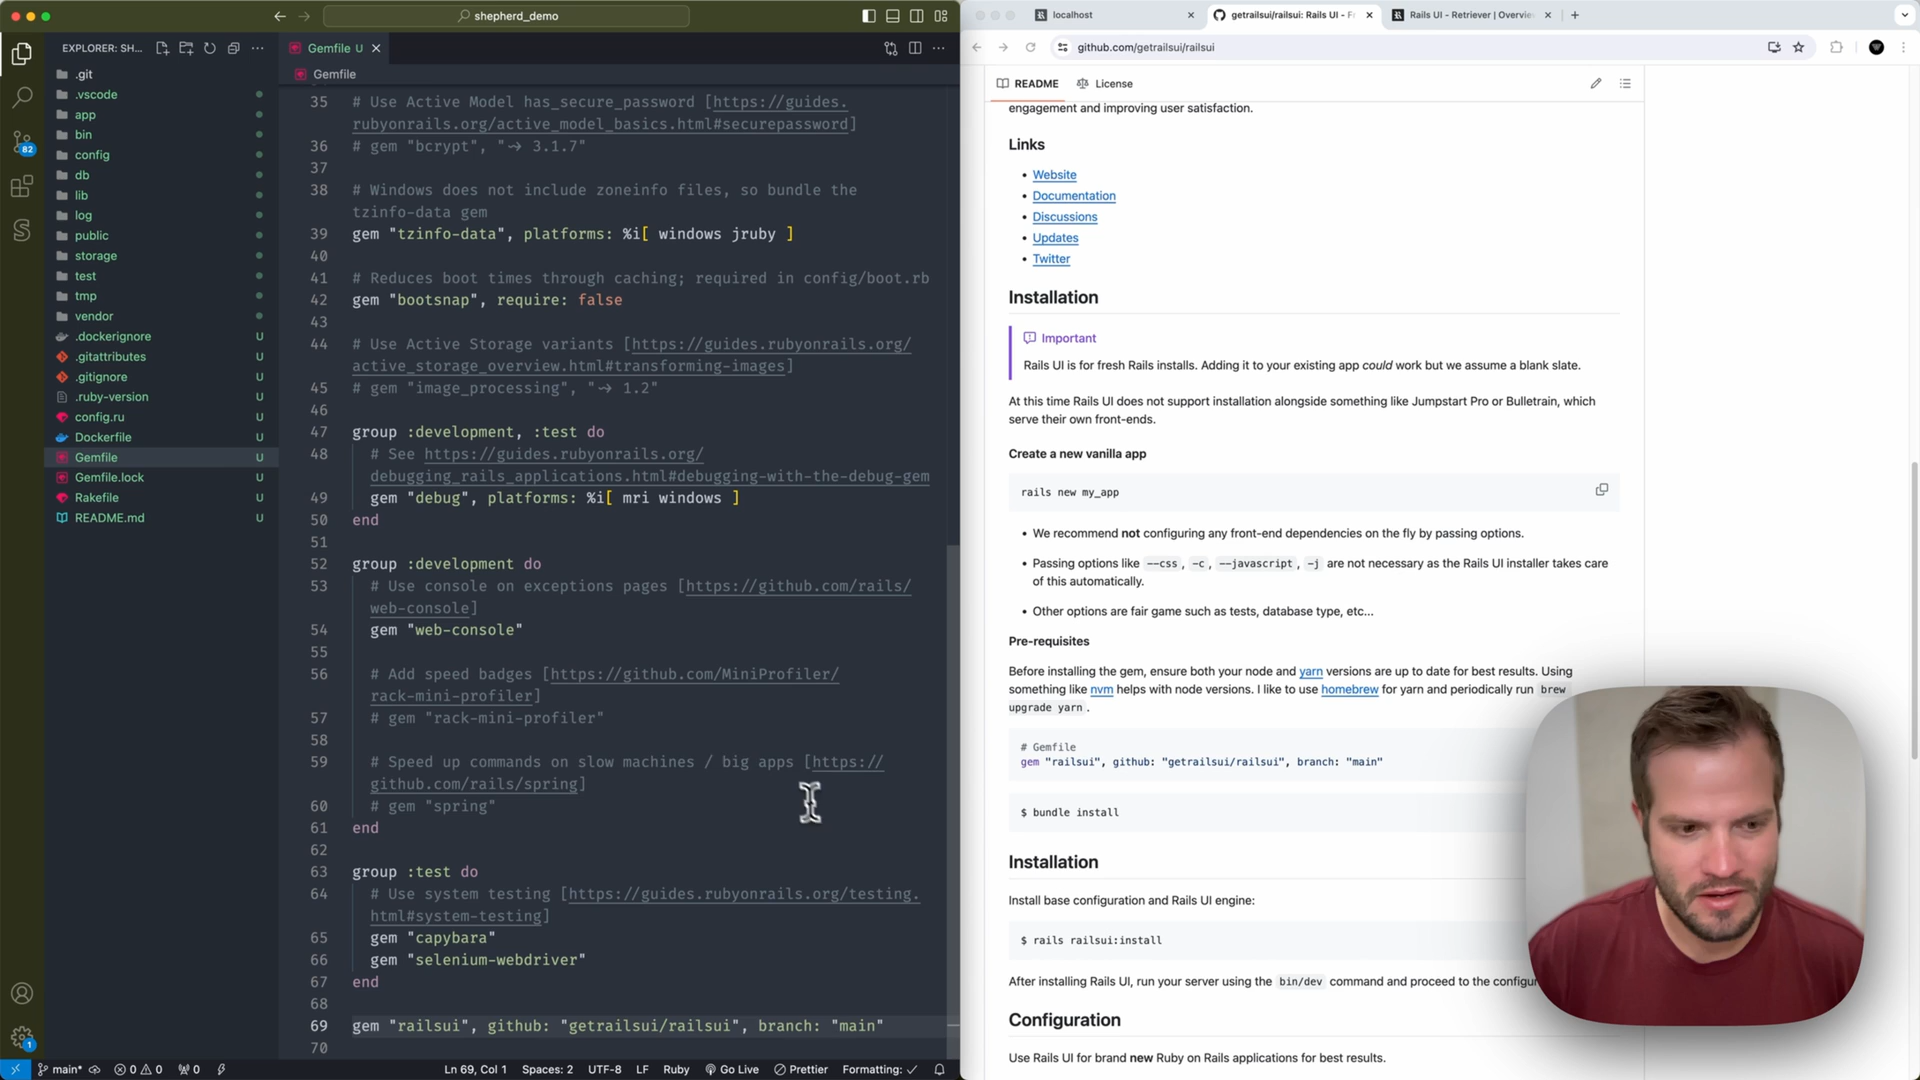 shepherd_demo
EXPLORER: SH...
.git
.vscode
app
bin
config
db
lib
log
public
storage
test
tmp
vendor
.dockerignore U
.gitattributes U
.gitignore U
.ruby-version U
config.ru U
Dockerfile U
Gemfile U
Gemfile.lock U
Rakefile U
README.md U
82
1
Gemfile U
Gemfile
35 # Use Active Model has_secure_password [https://guides.
rubyonrails.org/active_model_basics.html#securepassword]
36 # gem "bcrypt", "~> 3.1.7"
37
38 # Windows does not include zoneinfo files, so bundle the
tzinfo-data gem
39 gem "tzinfo-data", platforms: %i[ windows jruby ]
40
41 # Reduces boot times through caching; required in config/boot.rb
42 gem "bootsnap", require: false
43
44 # Use Active Storage variants [https://guides.rubyonrails.org/
active_storage_overview.html#transforming-images]
45 # gem "image_processing", "~> 1.2"
46
47 group :development, :test do
48 # See https://guides.rubyonrails.org/
debugging_rails_applications.html#debugging-with-the-debug-gem
49 gem "debug", platforms: %i[ mri windows ]
50 end
51
52 group :development do
53 # Use console on exceptions pages [https://github.com/rails/
web-console]
54 gem "web-console"
55
56 # Add speed badges [https://github.com/MiniProfiler/
rack-mini-profiler]
57 # gem "rack-mini-profiler"
58
59 # Speed up commands on slow machines / big apps [https://
github.com/rails/spring]
60 # gem "spring"
61 end
62
63 group :test do
64 # Use system testing [https://guides.rubyonrails.org/testing.
html#system-testing]
65 gem "capybara"
66 gem "selenium-webdriver"
67 end
68
69 gem "railsui", github: "getrailsui/railsui", branch: "main"
70
main* 0 0 0 Ln 69, Col 1 Spaces: 2 UTF-8 LF Ruby Go Live Prettier Formatting:
localhost
getrailsui/railsui: Rails UI - F
Rails UI - Retriever | Overvie
github.com/getrailsui/railsui
README License
engagement and improving user satisfaction.
Links
• Website
• Documentation
• Discussions
• Updates
• Twitter
Installation
Important
Rails UI is for fresh Rails installs. Adding it to your existing app could work but we assume a blank slate.
At this time Rails UI does not support installation alongside something like Jumpstart Pro or Bulletrain, which
serve their own front-ends.
Create a new vanilla app
rails new my_app
• We recommend not configuring any front-end dependencies on the fly by passing options.
• Passing options like --css, -c, --javascript, -j are not necessary as the Rails UI installer takes care
of this automatically.
• Other options are fair game such as tests, database type, etc...
Pre-requisites
Before installing the gem, ensure both your node and yarn versions are up to date for best results. Using
something like nvm helps with node versions. I like to use homebrew for yarn and periodically run brew
upgrade yarn.
# Gemfile
gem "railsui", github: "getrailsui/railsui", branch: "main"
$ bundle install
Installation
Install base configuration and Rails UI engine:
$ rails railsui:install
After installing Rails UI, run your server using the bin/dev command and proceed to the configur
Configuration
Use Rails UI for brand new Ruby on Rails applications for best results.